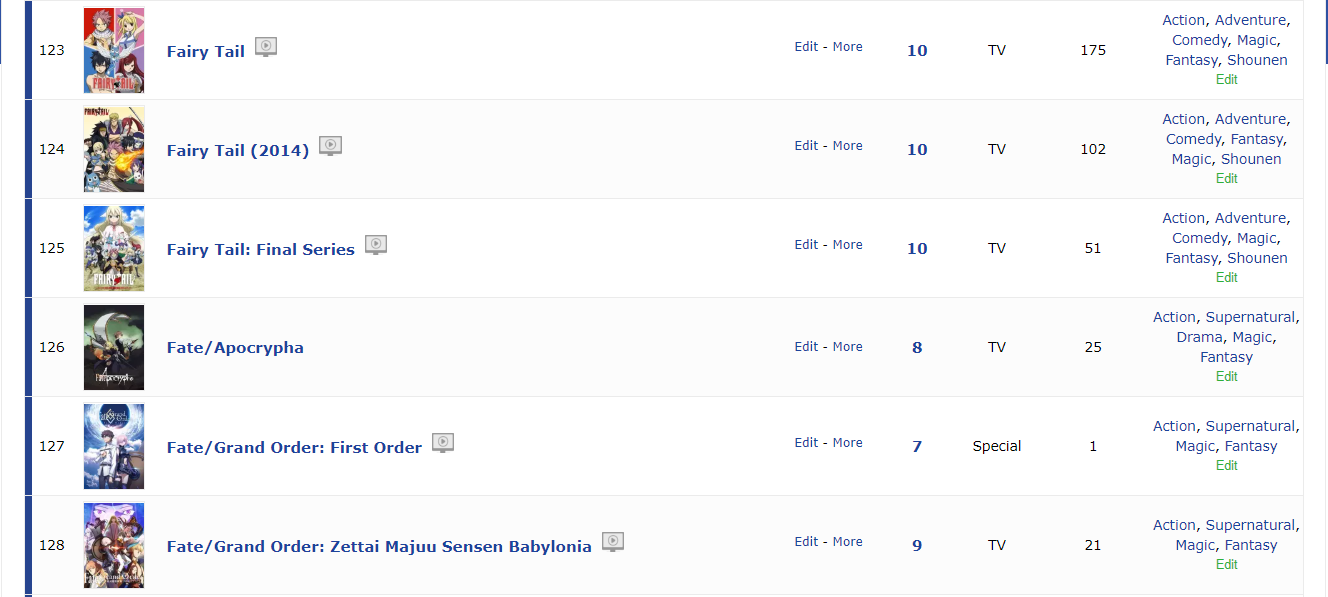 123 Fairy Tail Edit - More 10 TV 175 Action, Adventure,
Comedy, Magic,
Fantasy, Shounen
Edit
FAIRY TAIL
124 Fairy Tail (2014) Edit - More 10 TV 102 Action, Adventure,
Comedy, Fantasy,
Magic, Shounen
Edit
FAIRY TAIL
125 Fairy Tail: Final Series Edit - More 10 TV 51 Action, Adventure,
Comedy, Magic,
Fantasy, Shounen
Edit
FAIRY TAIL
126 Fate/Apocrypha Edit - More 8 TV 25 Action, Supernatural,
Drama, Magic,
Fantasy
Edit
127 Fate/Grand Order: First Order Edit - More 7 Special 1 Action, Supernatural,
Magic, Fantasy
Edit
128 Fate/Grand Order: Zettai Majuu Sensen Babylonia Edit - More 9 TV 21 Action, Supernatural,
Magic, Fantasy
Edit